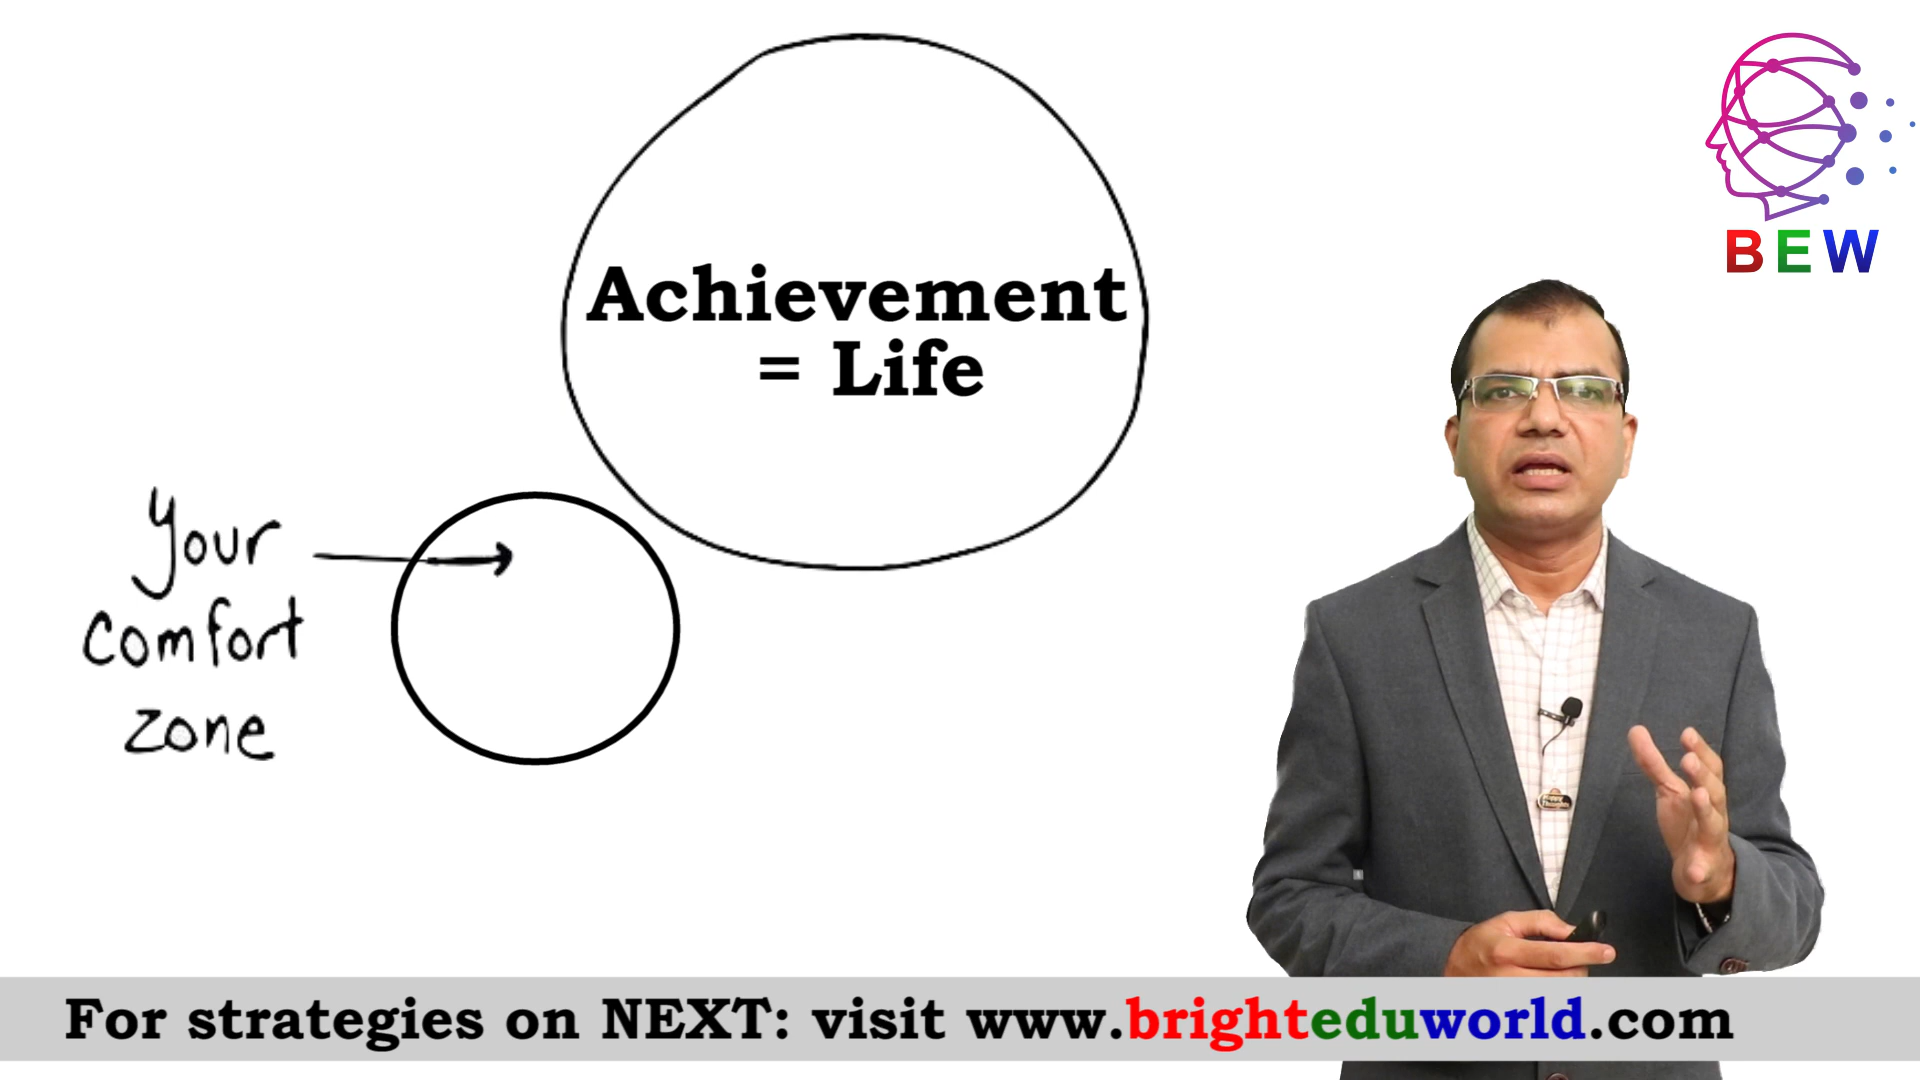 BEW
Achievement
= Life
Your
comfort
zone
For strategies on NEXT: visit www.brighteduworld.com